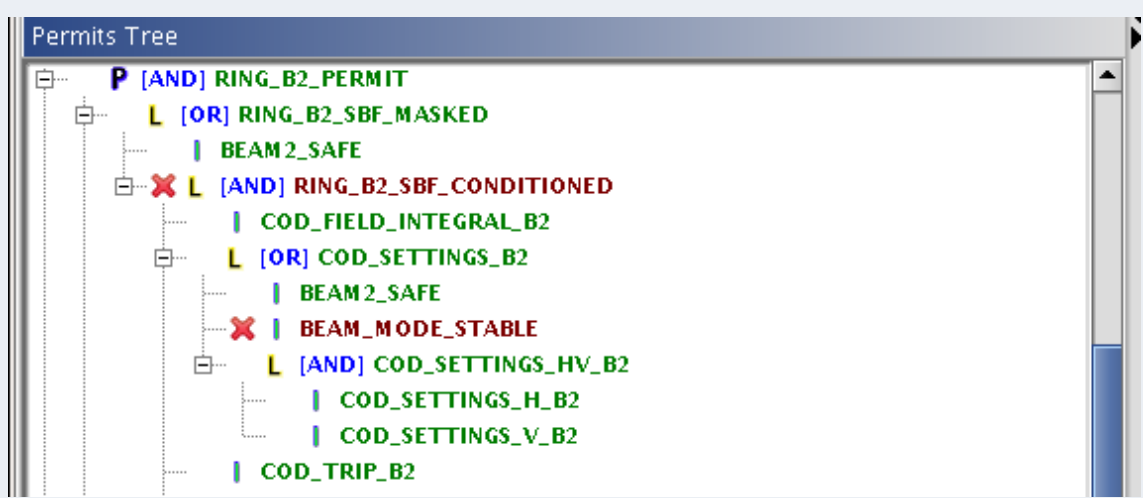 Permits Tree
P [AND] RING_B2_PERMIT
L [OR] RING_B2_SBF_MASKED
BEAM2_SAFE
L [AND] RING_B2_SBF_CONDITIONED
COD_FIELD_INTEGRAL_B2
L [OR] COD_SETTINGS_B2
BEAM2_SAFE
BEAM_MODE_STABLE
L [AND] COD_SETTINGS_HV_B2
COD_SETTINGS_H_B2
COD_SETTINGS_V_B2
COD_TRIP_B2